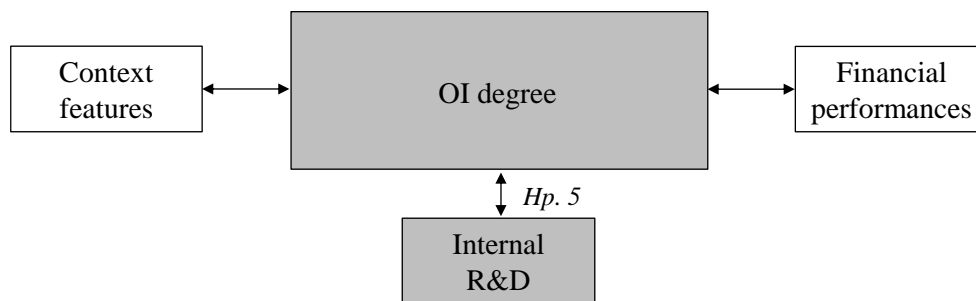 Context
features
OI degree
Financial
performances
Hp. 5
Internal
R&D